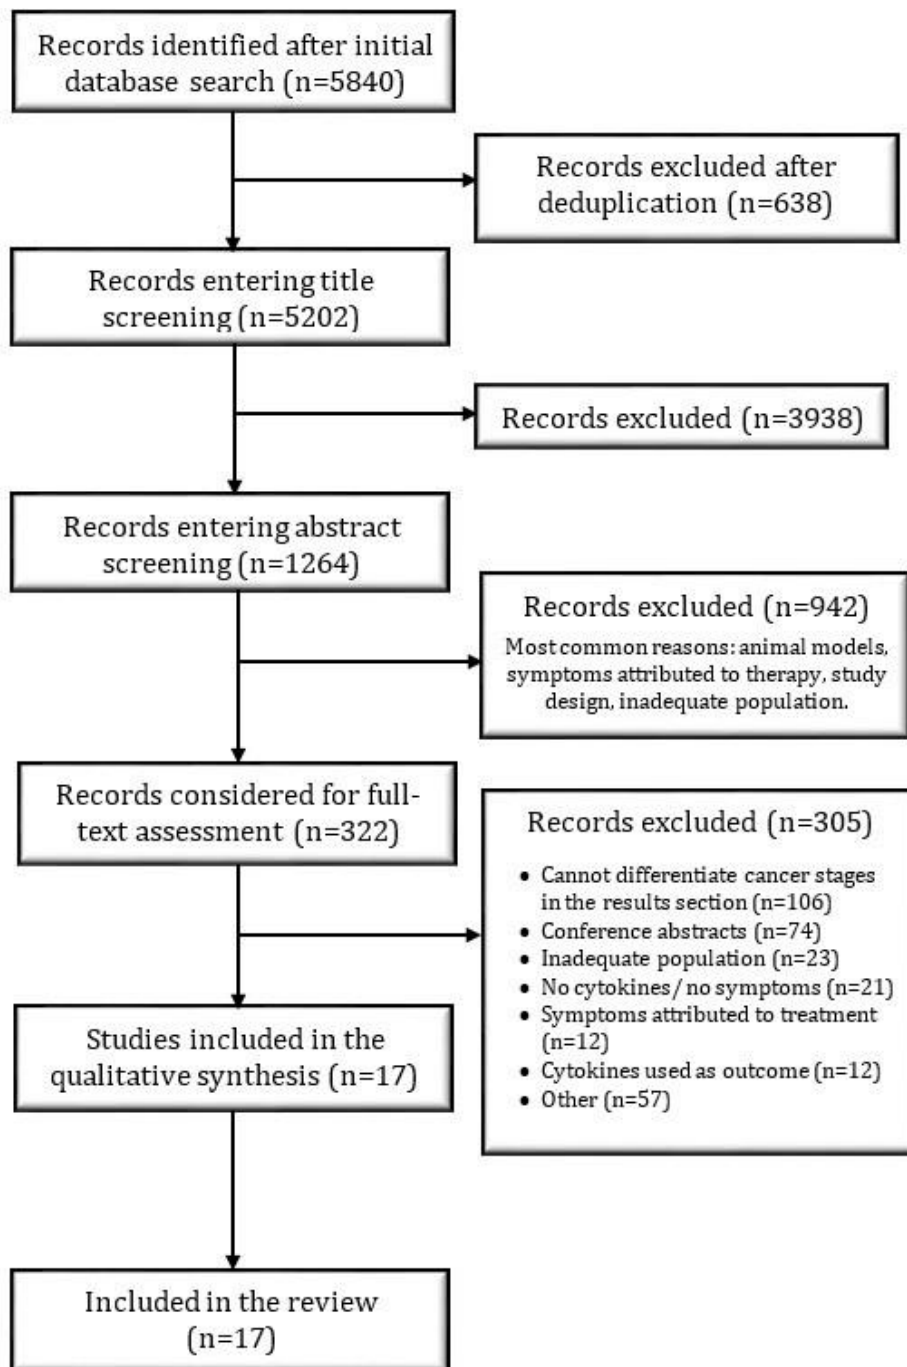 Records identified after initial
database search (n=5840)
Records excluded after
deduplication (n=638)
Records entering title
screening (n=5202)
Records excluded (n=3938)
Records entering abstract
screening (n=1264)
Records excluded (n=942)
Most common reasons: animal models,
symptoms attributed to therapy, study
design, inadequate population.
Records considered for full-
text assessment (n=322)
Records excluded (n=305)
• Cannot differentiate cancer stages
in the results section (n=106)
• Conference abstracts (n=74)
• Inadequate population (n=23)
• No cytokines/ no symptoms (n=21)
• Symptoms attributed to treatment
(n=12)
• Cytokines used as outcome (n=12)
• Other (n=57)
Studies included in the
qualitative synthesis (n=17)
Included in the review
(n=17)